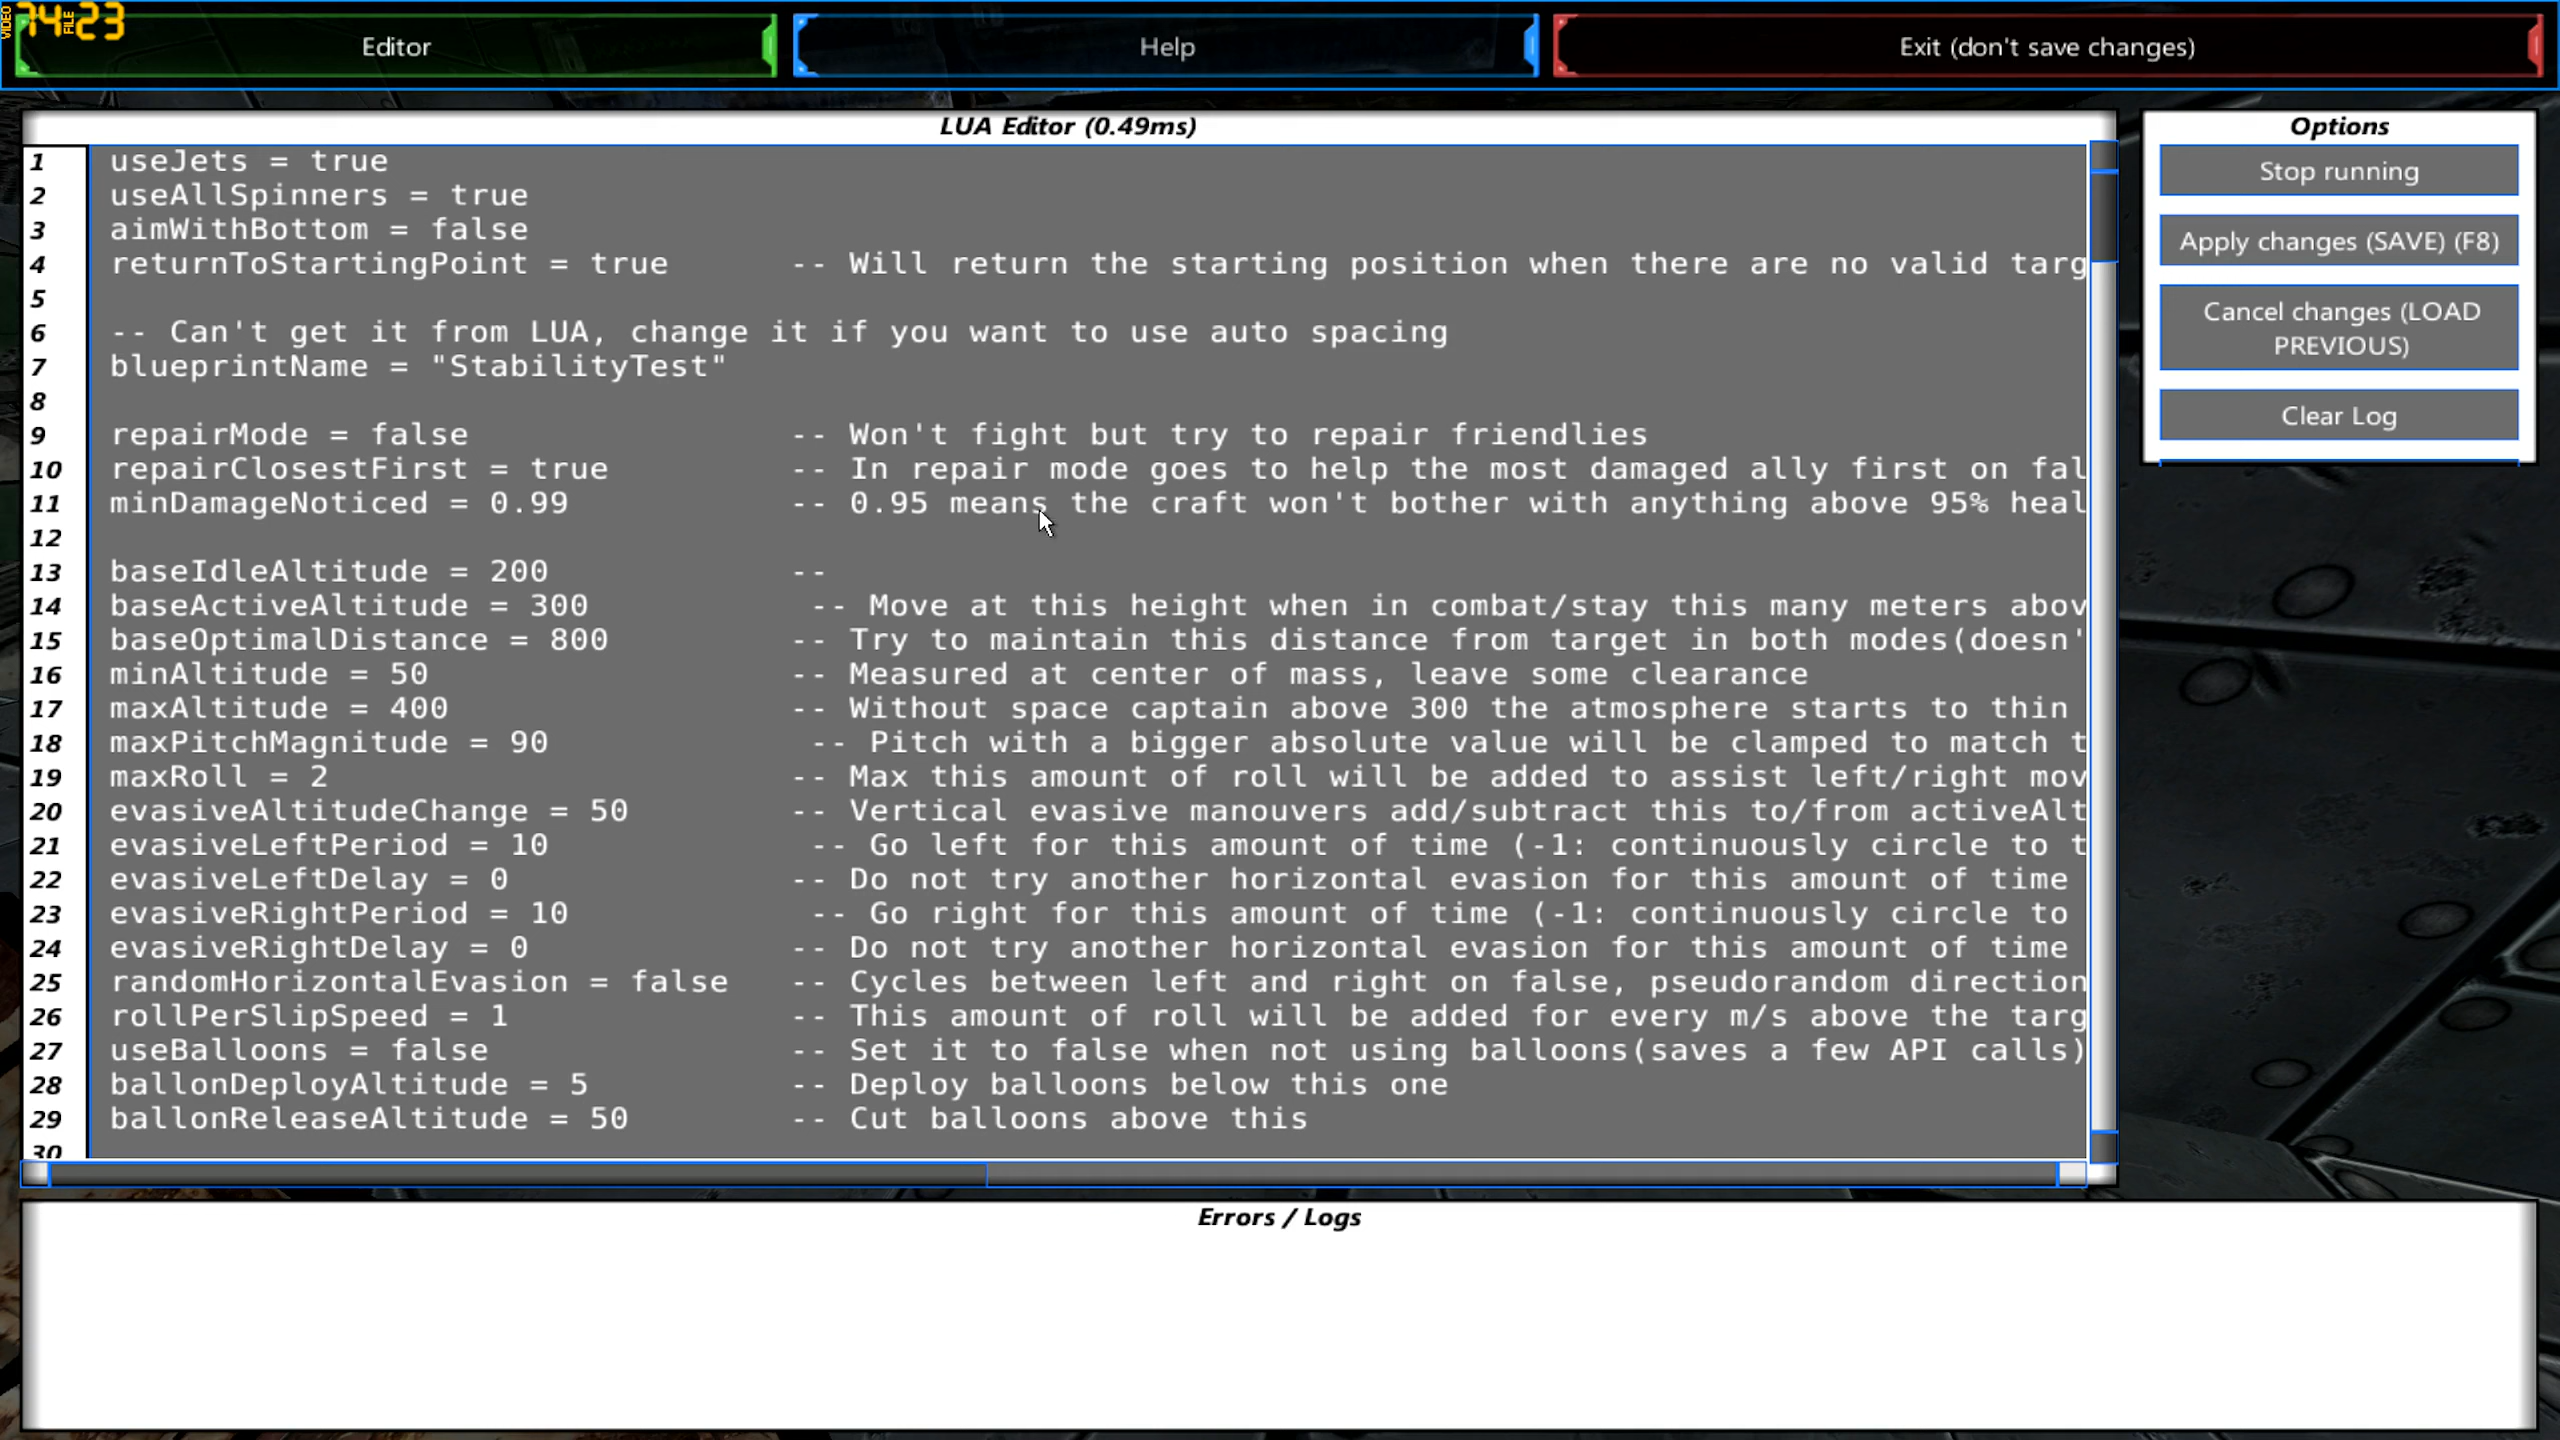 VIDEO 74 FILE 23
Editor
Help
Exit (don't save changes)
LUA Editor (0.49ms)
1 useJets = true
2 useAllSpinners = true
3 aimWithBottom = false
4 returnToStartingPoint = true -- Will return the starting position when there are no valid targ
5
6 -- Can't get it from LUA, change it if you want to use auto spacing
7 blueprintName = "StabilityTest"
8
9 repairMode = false -- Won't fight but try to repair friendlies
10 repairClosestFirst = true -- In repair mode goes to help the most damaged ally first on fal
11 minDamageNoticed = 0.99 -- 0.95 means the craft won't bother with anything above 95% heal
12
13 baseIdleAltitude = 200 --
14 baseActiveAltitude = 300 -- Move at this height when in combat/stay this many meters abov
15 baseOptimalDistance = 800 -- Try to maintain this distance from target in both modes(doesn'
16 minAltitude = 50 -- Measured at center of mass, leave some clearance
17 maxAltitude = 400 -- Without space captain above 300 the atmosphere starts to thin
18 maxPitchMagnitude = 90 -- Pitch with a bigger absolute value will be clamped to match t
19 maxRoll = 2 -- Max this amount of roll will be added to assist left/right mov
20 evasiveAltitudeChange = 50 -- Vertical evasive manouvers add/subtract this to/from activeAlt
21 evasiveLeftPeriod = 10 -- Go left for this amount of time (-1: continuously circle to t
22 evasiveLeftDelay = 0 -- Do not try another horizontal evasion for this amount of time
23 evasiveRightPeriod = 10 -- Go right for this amount of time (-1: continuously circle to
24 evasiveRightDelay = 0 -- Do not try another horizontal evasion for this amount of time
25 randomHorizontalEvasion = false -- Cycles between left and right on false, pseudorandom direction
26 rollPerSlipSpeed = 1 -- This amount of roll will be added for every m/s above the targ
27 useBalloons = false -- Set it to false when not using balloons(saves a few API calls)
28 ballonDeployAltitude = 5 -- Deploy balloons below this one
29 ballonReleaseAltitude = 50 -- Cut balloons above this
30
Options
Stop running
Apply changes (SAVE) (F8)
Cancel changes (LOAD
PREVIOUS)
Clear Log
Errors / Logs